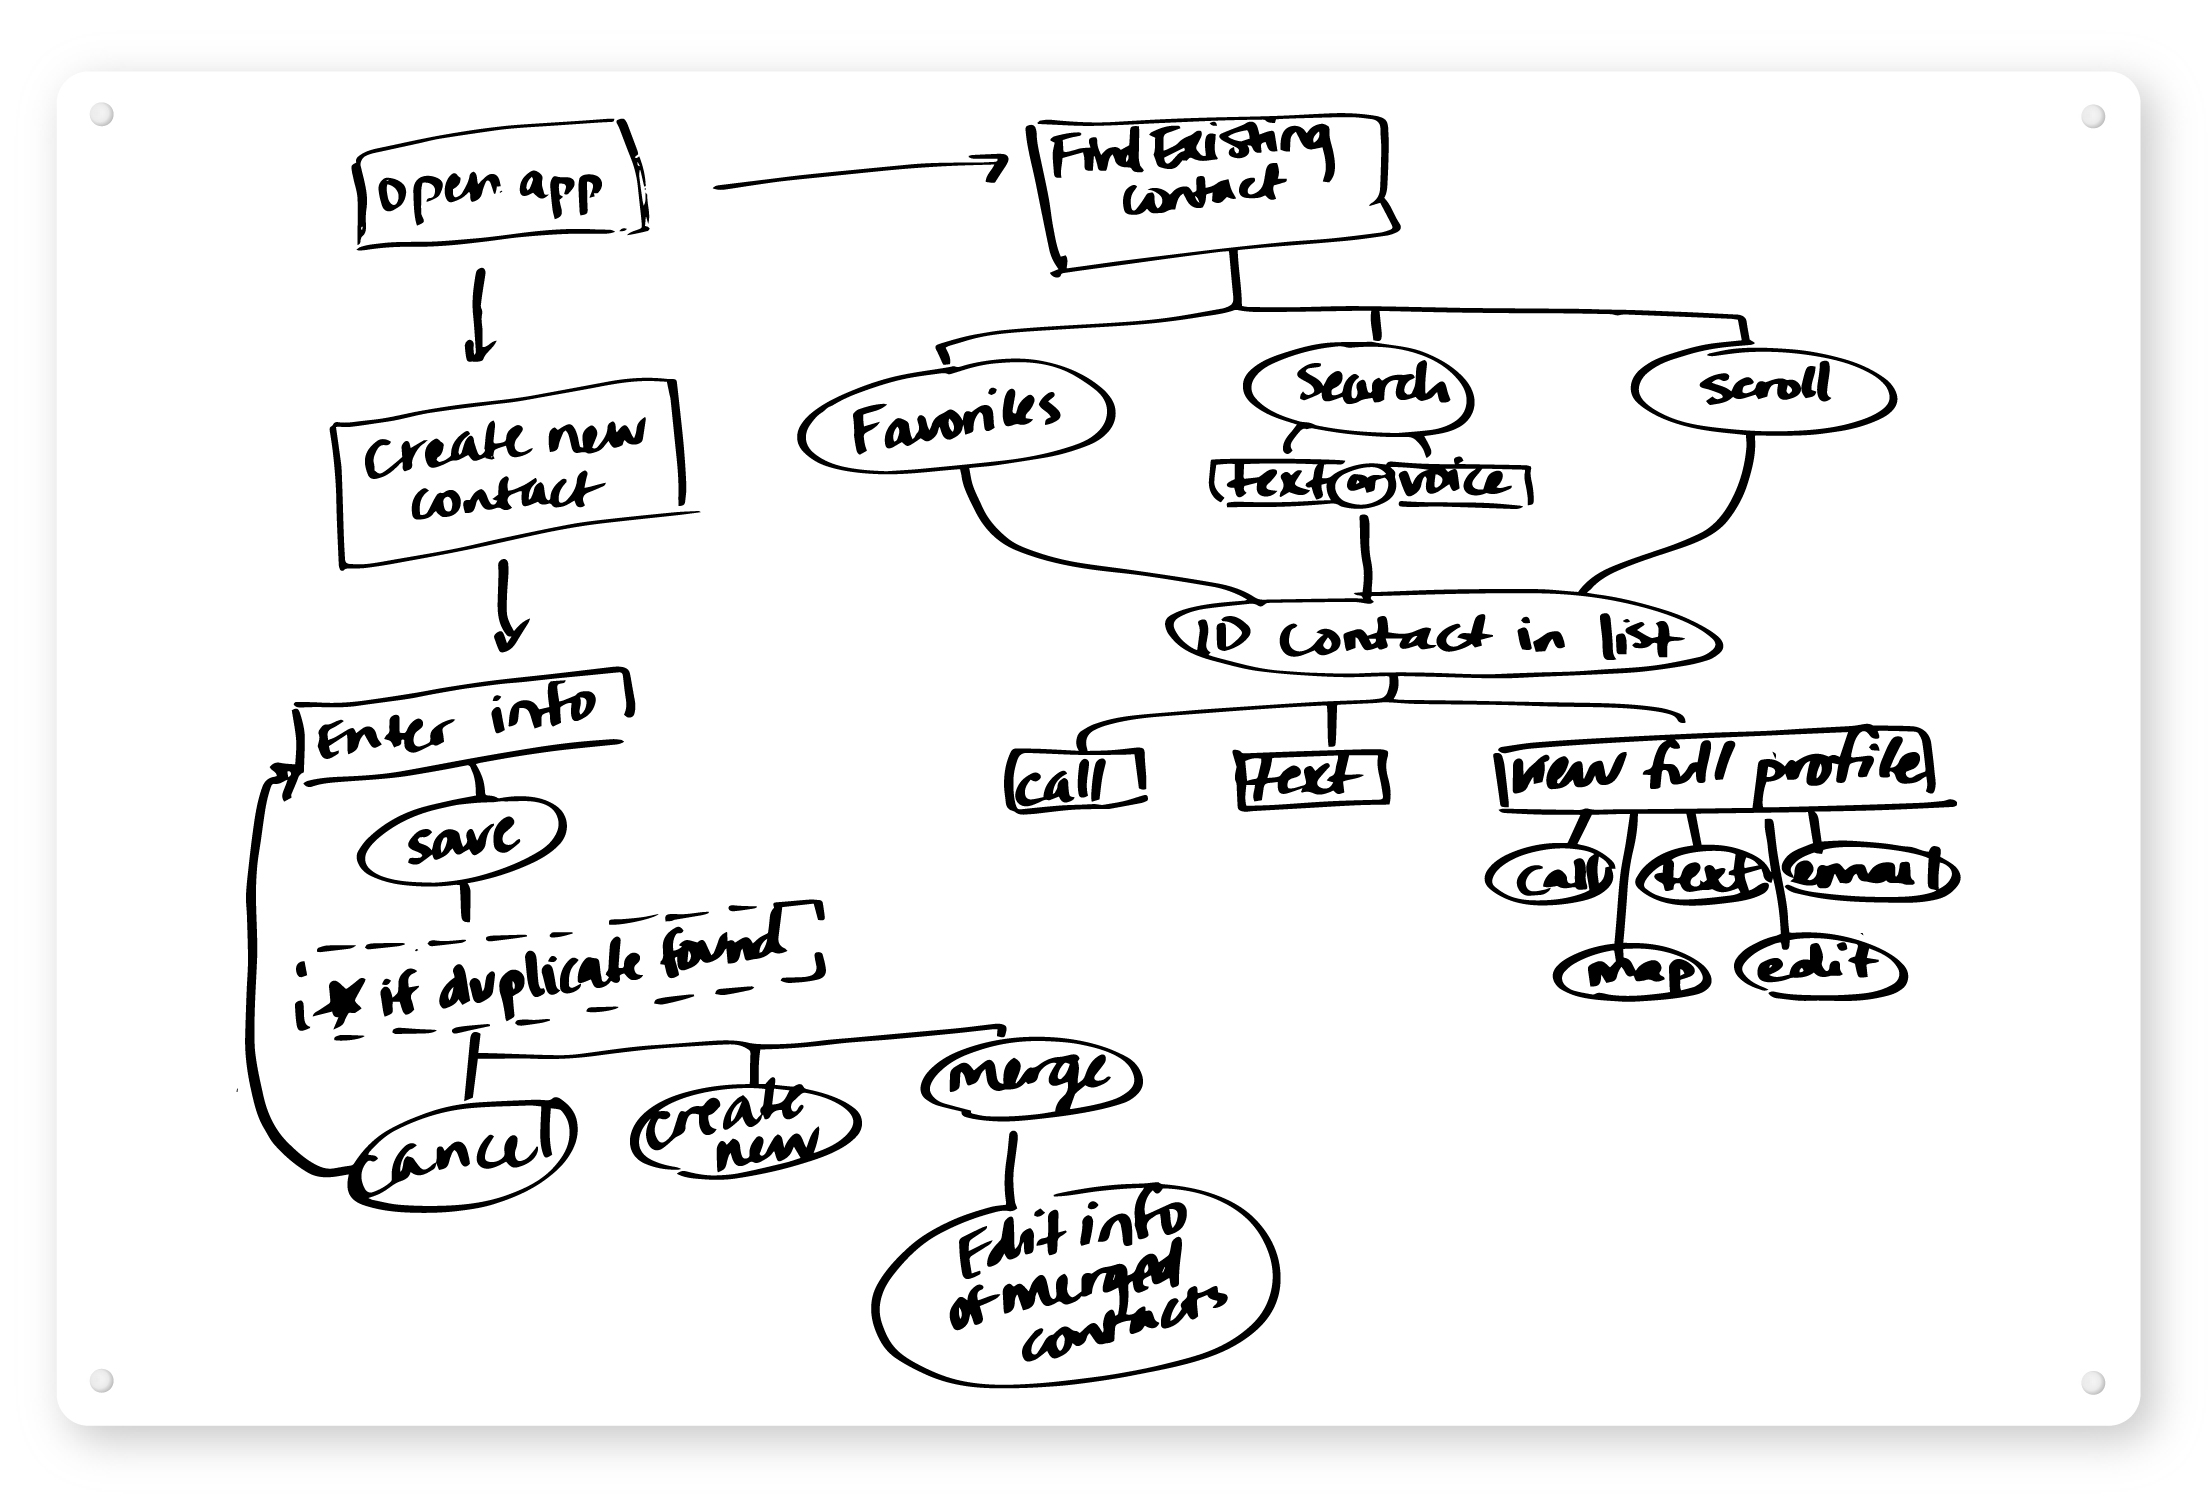 open app
Find Existing
contact
Create new
contact
Favorites
Search
Scroll
text or voice
ID contact in list
Enter info
call
text
view full profile
save
call
text
email
map
edit
★ if duplicate found
cancel
create
new
merge
Edit info
of merged
contacts